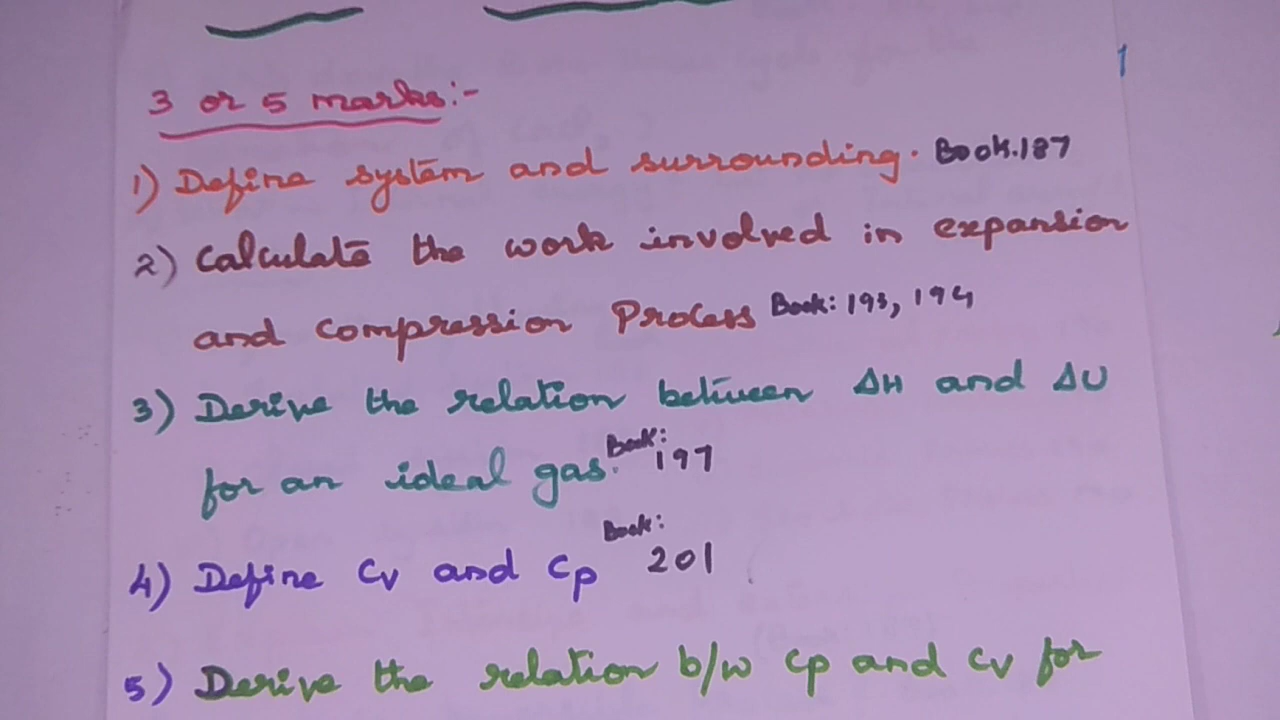 3 or 5 marks:-
1) Define system and surrounding. Book.187
2) Calculate the work involved in expansion
and compression Process Book: 193, 194
3) Derive the relation between ΔH and ΔU
for an ideal gas. Book: 197
4) Define Cv and Cp Book: 201
5) Derive the relation b/w Cp and Cv for